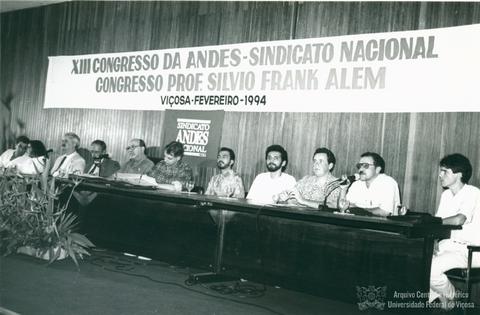 XIII CONGRESSO DA ANDES-SINDICATO NACIONAL
CONGRESSO PROF. SILVIO FRANK ALEM
VIÇOSA-FEVEREIRO-1994
SINDICATO
ANDES
NACIONAL
Arquivo Central e Histórico
Universidade Federal de Viçosa